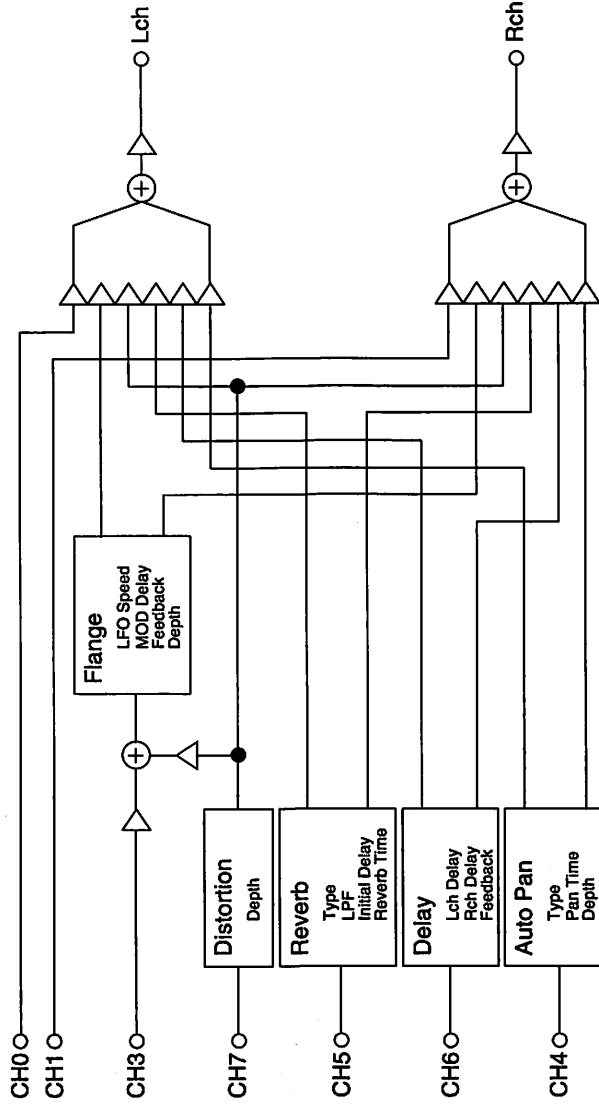 CH0
CH1
CH3
CH7
CH5
CH6
CH4
Flange
LFO Speed
MOD Delay
Feedback
Depth
Distortion
Depth
Reverb
Type
LPF
Initial Delay
Reverb Time
Delay
Lch Delay
Rch Delay
Feedback
Auto Pan
Type
Pan Time
Depth
+
+
+
Lch
Rch